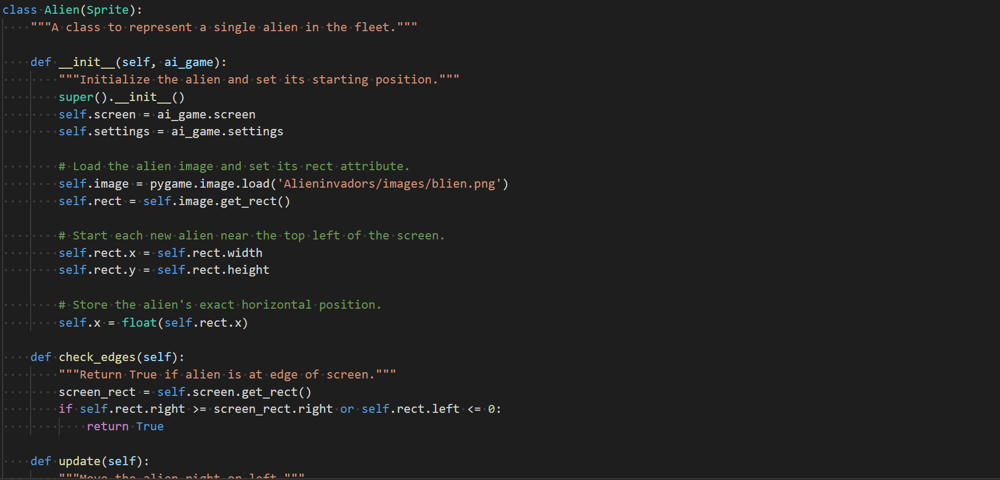 class Alien(Sprite):
    """A class to represent a single alien in the fleet."""
    def __init__(self, ai_game):
        """Initialize the alien and set its starting position."""
        super().__init__()
        self.screen = ai_game.screen
        self.settings = ai_game.settings
        # Load the alien image and set its rect attribute.
        self.image = pygame.image.load('Alieninvadors/images/blien.png')
        self.rect = self.image.get_rect()
        # Start each new alien near the top left of the screen.
        self.rect.x = self.rect.width
        self.rect.y = self.rect.height
        # Store the alien's exact horizontal position.
        self.x = float(self.rect.x)
    def check_edges(self):
        """Return True if alien is at edge of screen."""
        screen_rect = self.screen.get_rect()
        if self.rect.right >= screen_rect.right or self.rect.left <= 0:
            return True
    def update(self):
        """Move the alien right or left."""